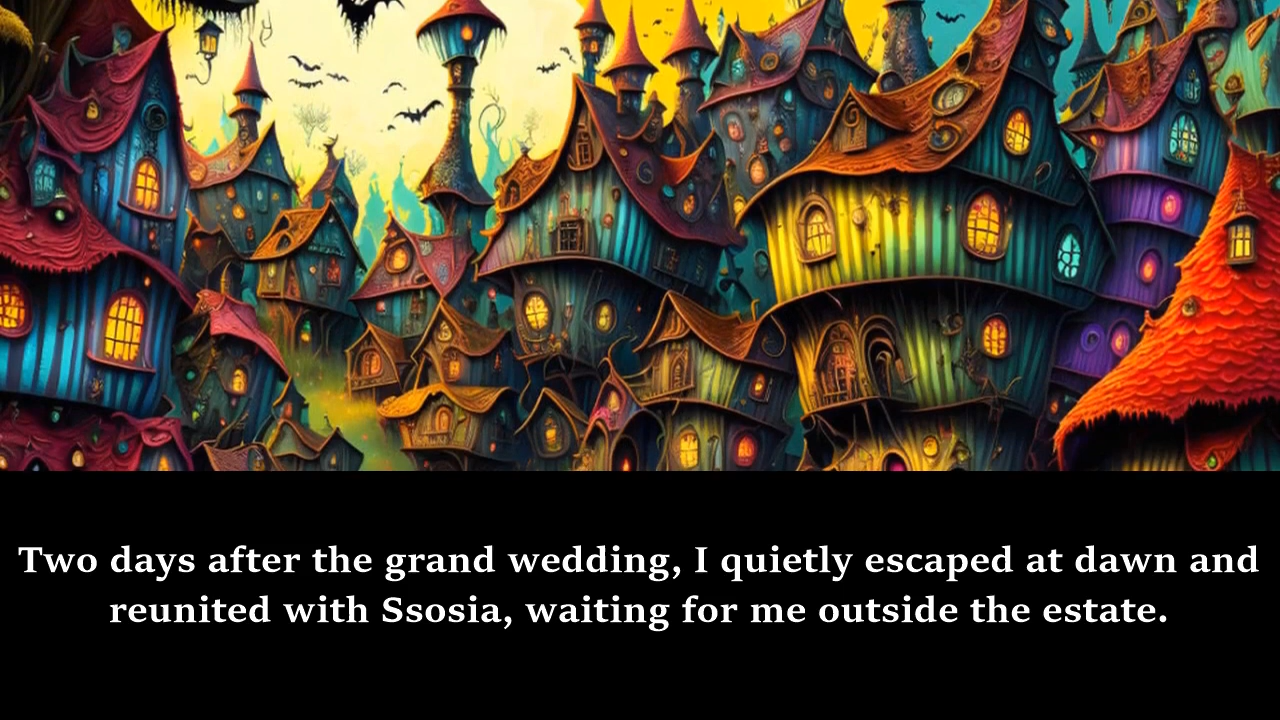 Two days after the grand wedding, I quietly escaped at dawn and
reunited with Ssosia, waiting for me outside the estate.